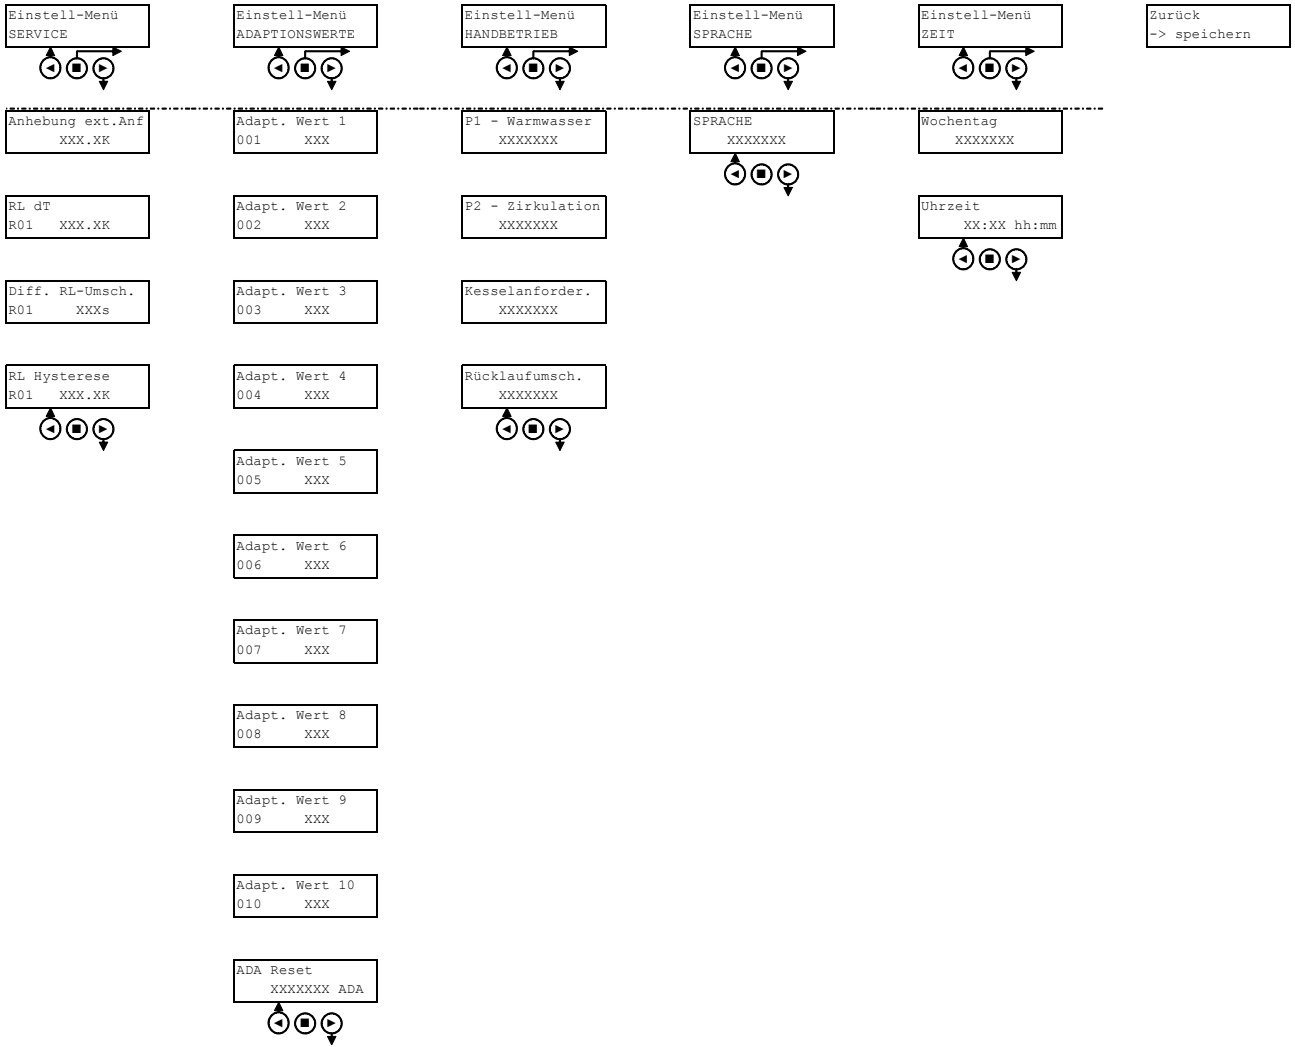 Einstell-Menü
SERVICE
Einstell-Menü
ADAPTIONSWERTE
Einstell-Menü
HANDBETRIEB
Einstell-Menü
SPRACHE
Einstell-Menü
ZEIT
Zurück
-> speichern
Anhebung ext.Anf
XXX.XK
Adapt. Wert 1
001 XXX
P1 - Warmwasser
XXXXXXX
SPRACHE
XXXXXXX
Wochentag
XXXXXXX
RL dT
R01 XXX.XK
Adapt. Wert 2
002 XXX
P2 - Zirkulation
XXXXXXX
Uhrzeit
XX:XX hh:mm
Diff. RL-Umsch.
R01 XXXs
Adapt. Wert 3
003 XXX
Kesselanforder.
XXXXXXX
RL Hysterese
R01 XXX.XK
Adapt. Wert 4
004 XXX
Rücklaufumsch.
XXXXXXX
Adapt. Wert 5
005 XXX
Adapt. Wert 6
006 XXX
Adapt. Wert 7
007 XXX
Adapt. Wert 8
008 XXX
Adapt. Wert 9
009 XXX
Adapt. Wert 10
010 XXX
ADA Reset
XXXXXXX ADA